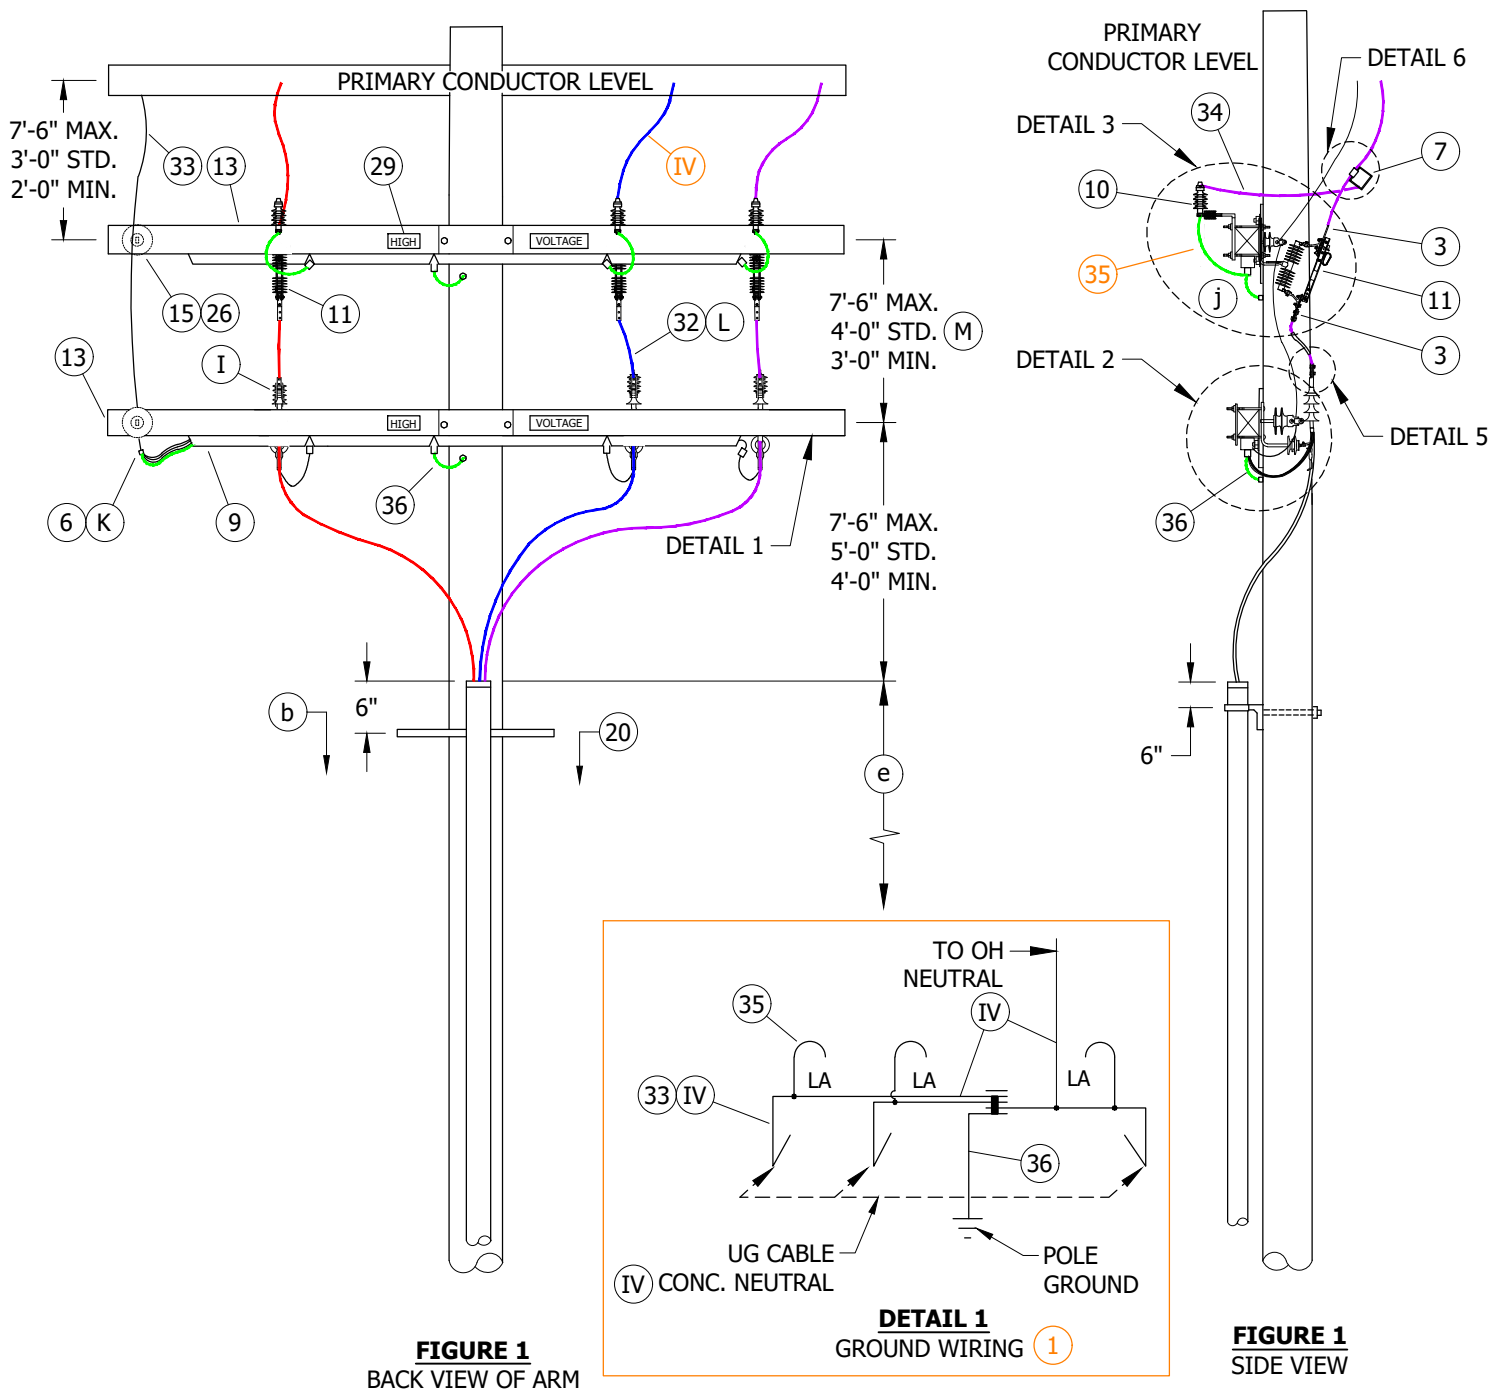 PRIMARY CONDUCTOR LEVEL
7'-6" MAX.
3'-0" STD.
2'-0" MIN.
33
13
29
IV
HIGH
VOLTAGE
15
26
11
32
L
7'-6" MAX.
4'-0" STD.
M
3'-0" MIN.
I
13
HIGH
VOLTAGE
6
K
9
36
DETAIL 1
7'-6" MAX.
5'-0" STD.
4'-0" MIN.
b
6"
20
e
FIGURE 1
BACK VIEW OF ARM
TO OH
NEUTRAL
35
IV
LA
LA
LA
33
IV
36
UG CABLE
IV
CONC. NEUTRAL
POLE
GROUND
DETAIL 1
GROUND WIRING
1
PRIMARY
CONDUCTOR LEVEL
DETAIL 6
DETAIL 3
34
7
10
3
35
j
11
3
DETAIL 2
DETAIL 5
36
6"
FIGURE 1
SIDE VIEW